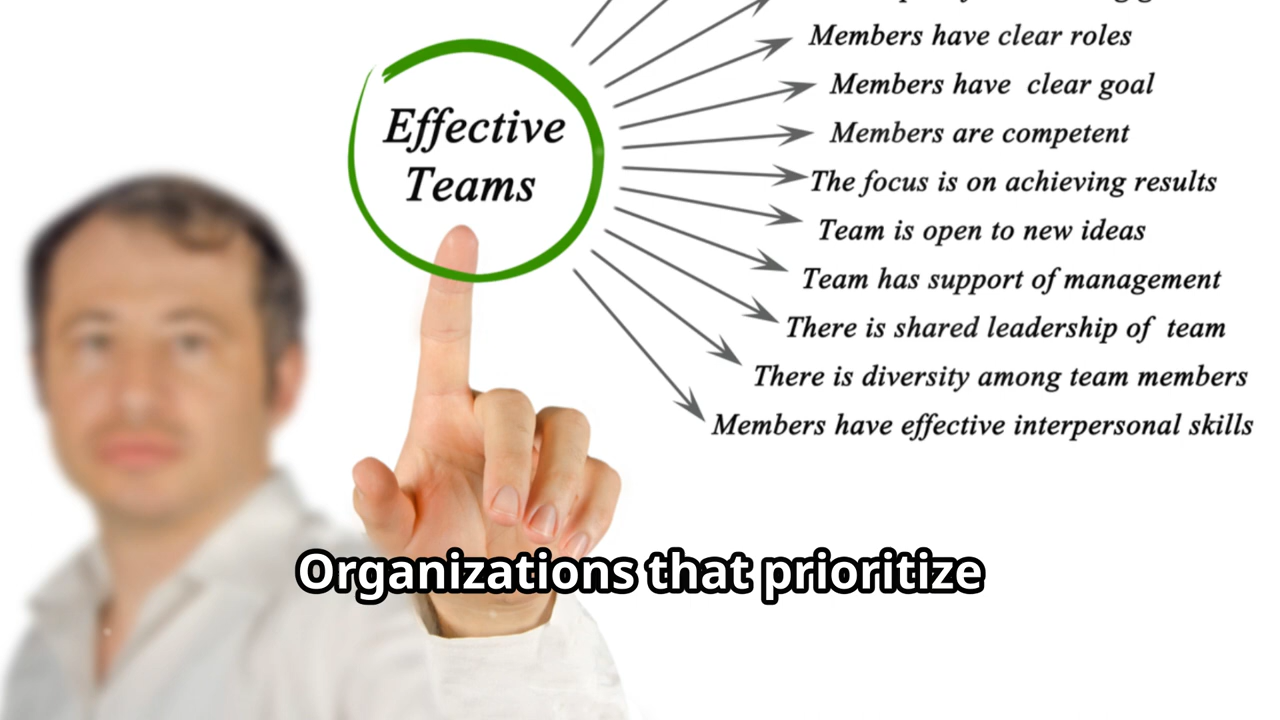 Members have clear roles
Members have clear goal
Effective
Teams
Members are competent
The focus is on achieving results
Team is open to new ideas
Team has support of management
There is shared leadership of team
There is diversity among team members
Members have effective interpersonal skills
Organizations that prioritize